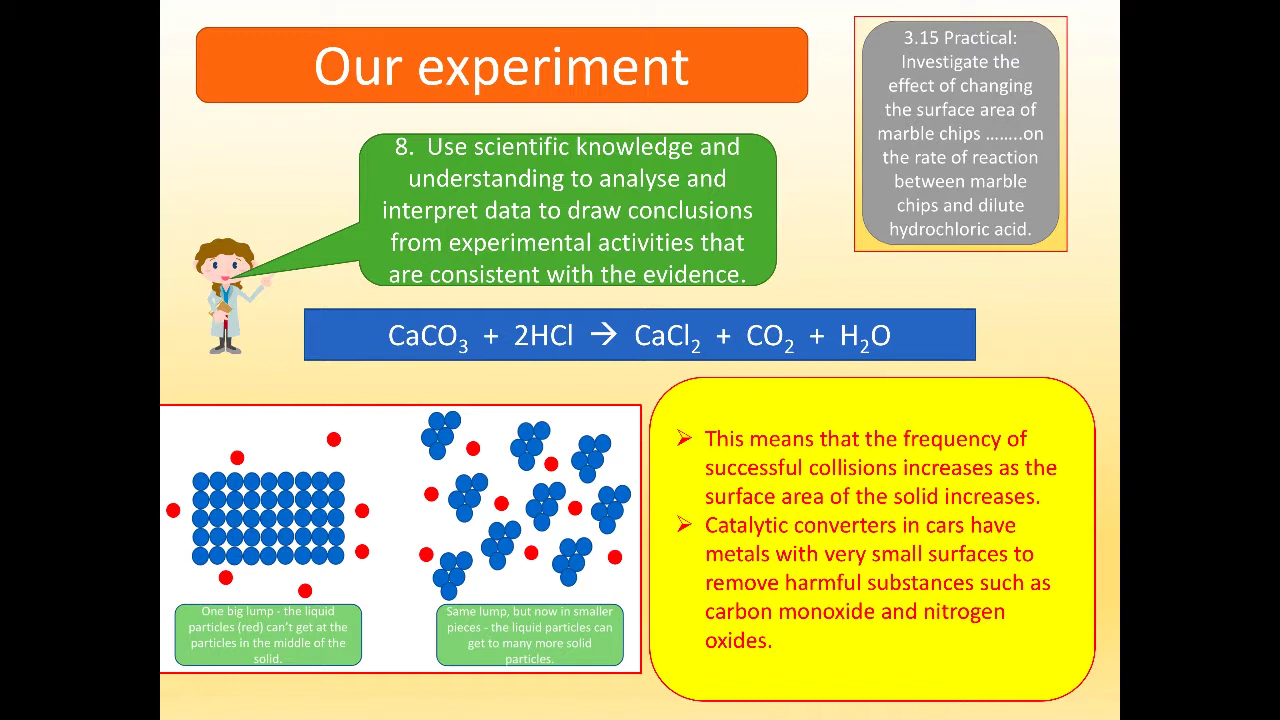 Our experiment
3.15 Practical:
Investigate the
effect of changing
the surface area of
marble chips ……..on
the rate of reaction
between marble
chips and dilute
hydrochloric acid.
8.  Use scientific knowledge and
understanding to analyse and
interpret data to draw conclusions
from experimental activities that
are consistent with the evidence.
CaCO₃ + 2HCl → CaCl₂ + CO₂ + H₂O
One big lump - the liquid
particles (red) can't get at the
particles in the middle of the
solid.
Same lump, but now in smaller
pieces - the liquid particles can
get to many more solid
particles.
➢ This means that the frequency of
successful collisions increases as the
surface area of the solid increases.
➢ Catalytic converters in cars have
metals with very small surfaces to
remove harmful substances such as
carbon monoxide and nitrogen
oxides.